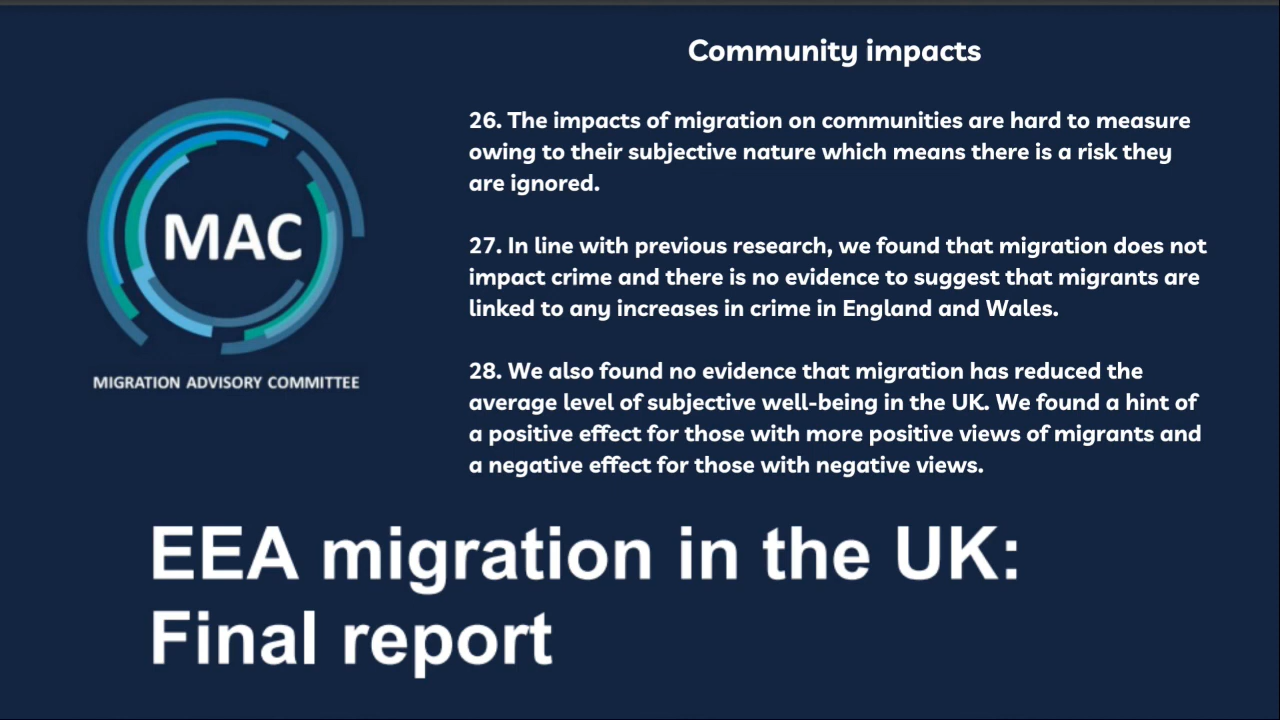 Community impacts
26. The impacts of migration on communities are hard to measure
owing to their subjective nature which means there is a risk they
are ignored.
27. In line with previous research, we found that migration does not
impact crime and there is no evidence to suggest that migrants are
linked to any increases in crime in England and Wales.
28. We also found no evidence that migration has reduced the
average level of subjective well-being in the UK. We found a hint of
a positive effect for those with more positive views of migrants and
a negative effect for those with negative views.
MAC
MIGRATION ADVISORY COMMITTEE
EEA migration in the UK:
Final report